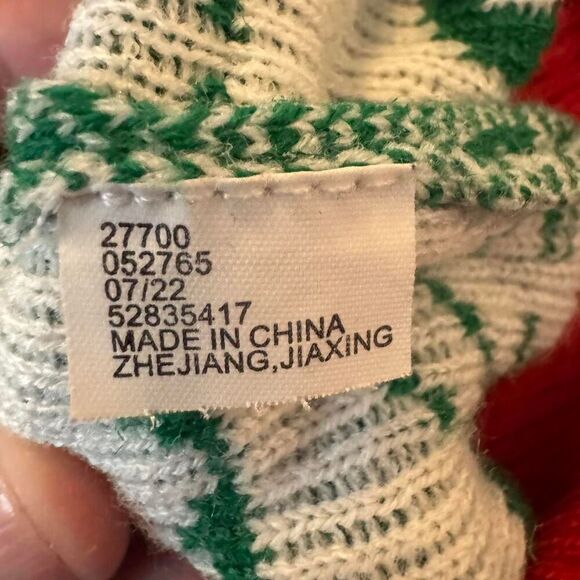 27700
052765
07/22
52835417
MADE IN CHINA
ZHEJIANG,JIAXING